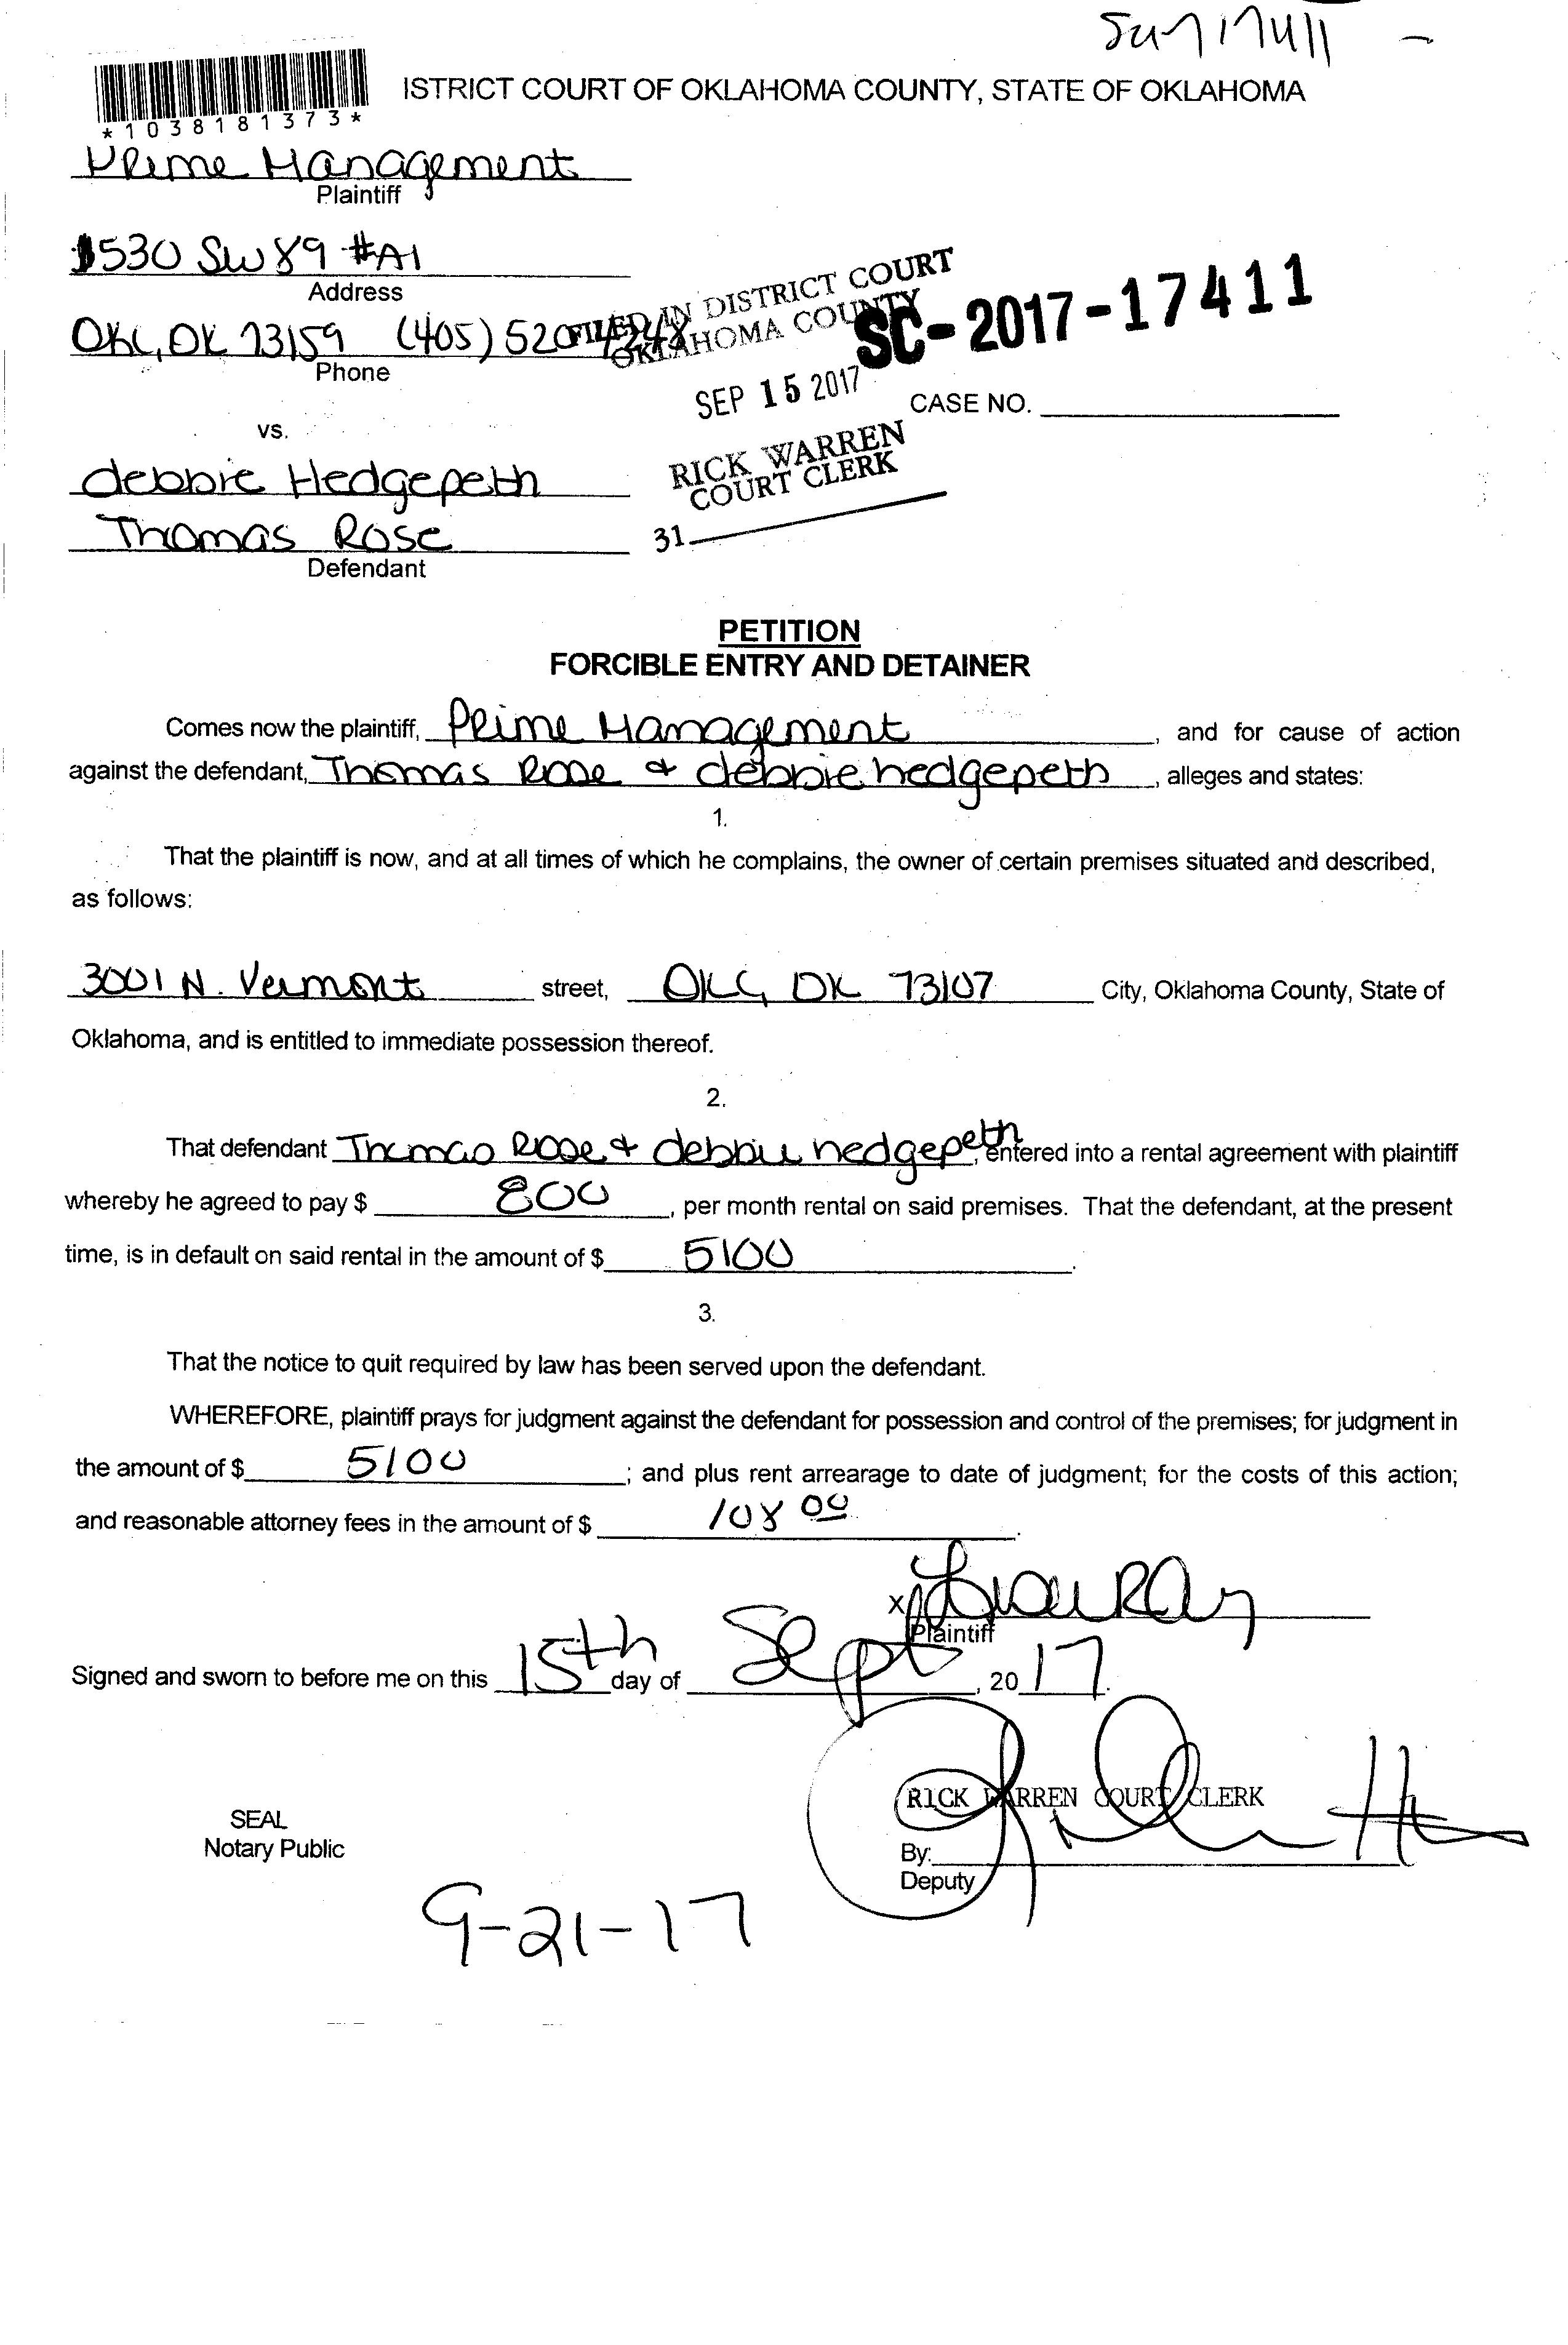 17411 -
ISTRICT COURT OF OKLAHOMA COUNTY, STATE OF OKLAHOMA
*1038181373*
Prime Management
Plaintiff
1530 SW 89 #A1
Address
FILED IN DISTRICT COURT
OKLAHOMA COUNTY
SC-2017-17411
OKC, OK 73159 (405) 520-4248
Phone
SEP 15 2017
CASE NO.
vs.
RICK WARREN
COURT CLERK
debbie Hedgepeth
Thomas Rose
31
Defendant
PETITION
FORCIBLE ENTRY AND DETAINER
Comes now the plaintiff, Prime Management, and for cause of action
against the defendant, Thomas Rose + debbie hedgepeth, alleges and states:
1.
That the plaintiff is now, and at all times of which he complains, the owner of certain premises situated and described,
as follows:
3001 N. Vermont street, OKC, OK 73107 City, Oklahoma County, State of
Oklahoma, and is entitled to immediate possession thereof.
2.
That defendant Thomas Rose + debbie hedgepeth, entered into a rental agreement with plaintiff
whereby he agreed to pay $ 800, per month rental on said premises. That the defendant, at the present
time, is in default on said rental in the amount of $ 5100.
3.
That the notice to quit required by law has been served upon the defendant.
WHEREFORE, plaintiff prays for judgment against the defendant for possession and control of the premises; for judgment in
the amount of $ 5100; and plus rent arrearage to date of judgment; for the costs of this action;
and reasonable attorney fees in the amount of $ 108 00.
X
Plaintiff
Signed and sworn to before me on this 15th day of Sept, 2017.
RICK WARREN COURT CLERK
SEAL
Notary Public
By:
Deputy
9-21-17